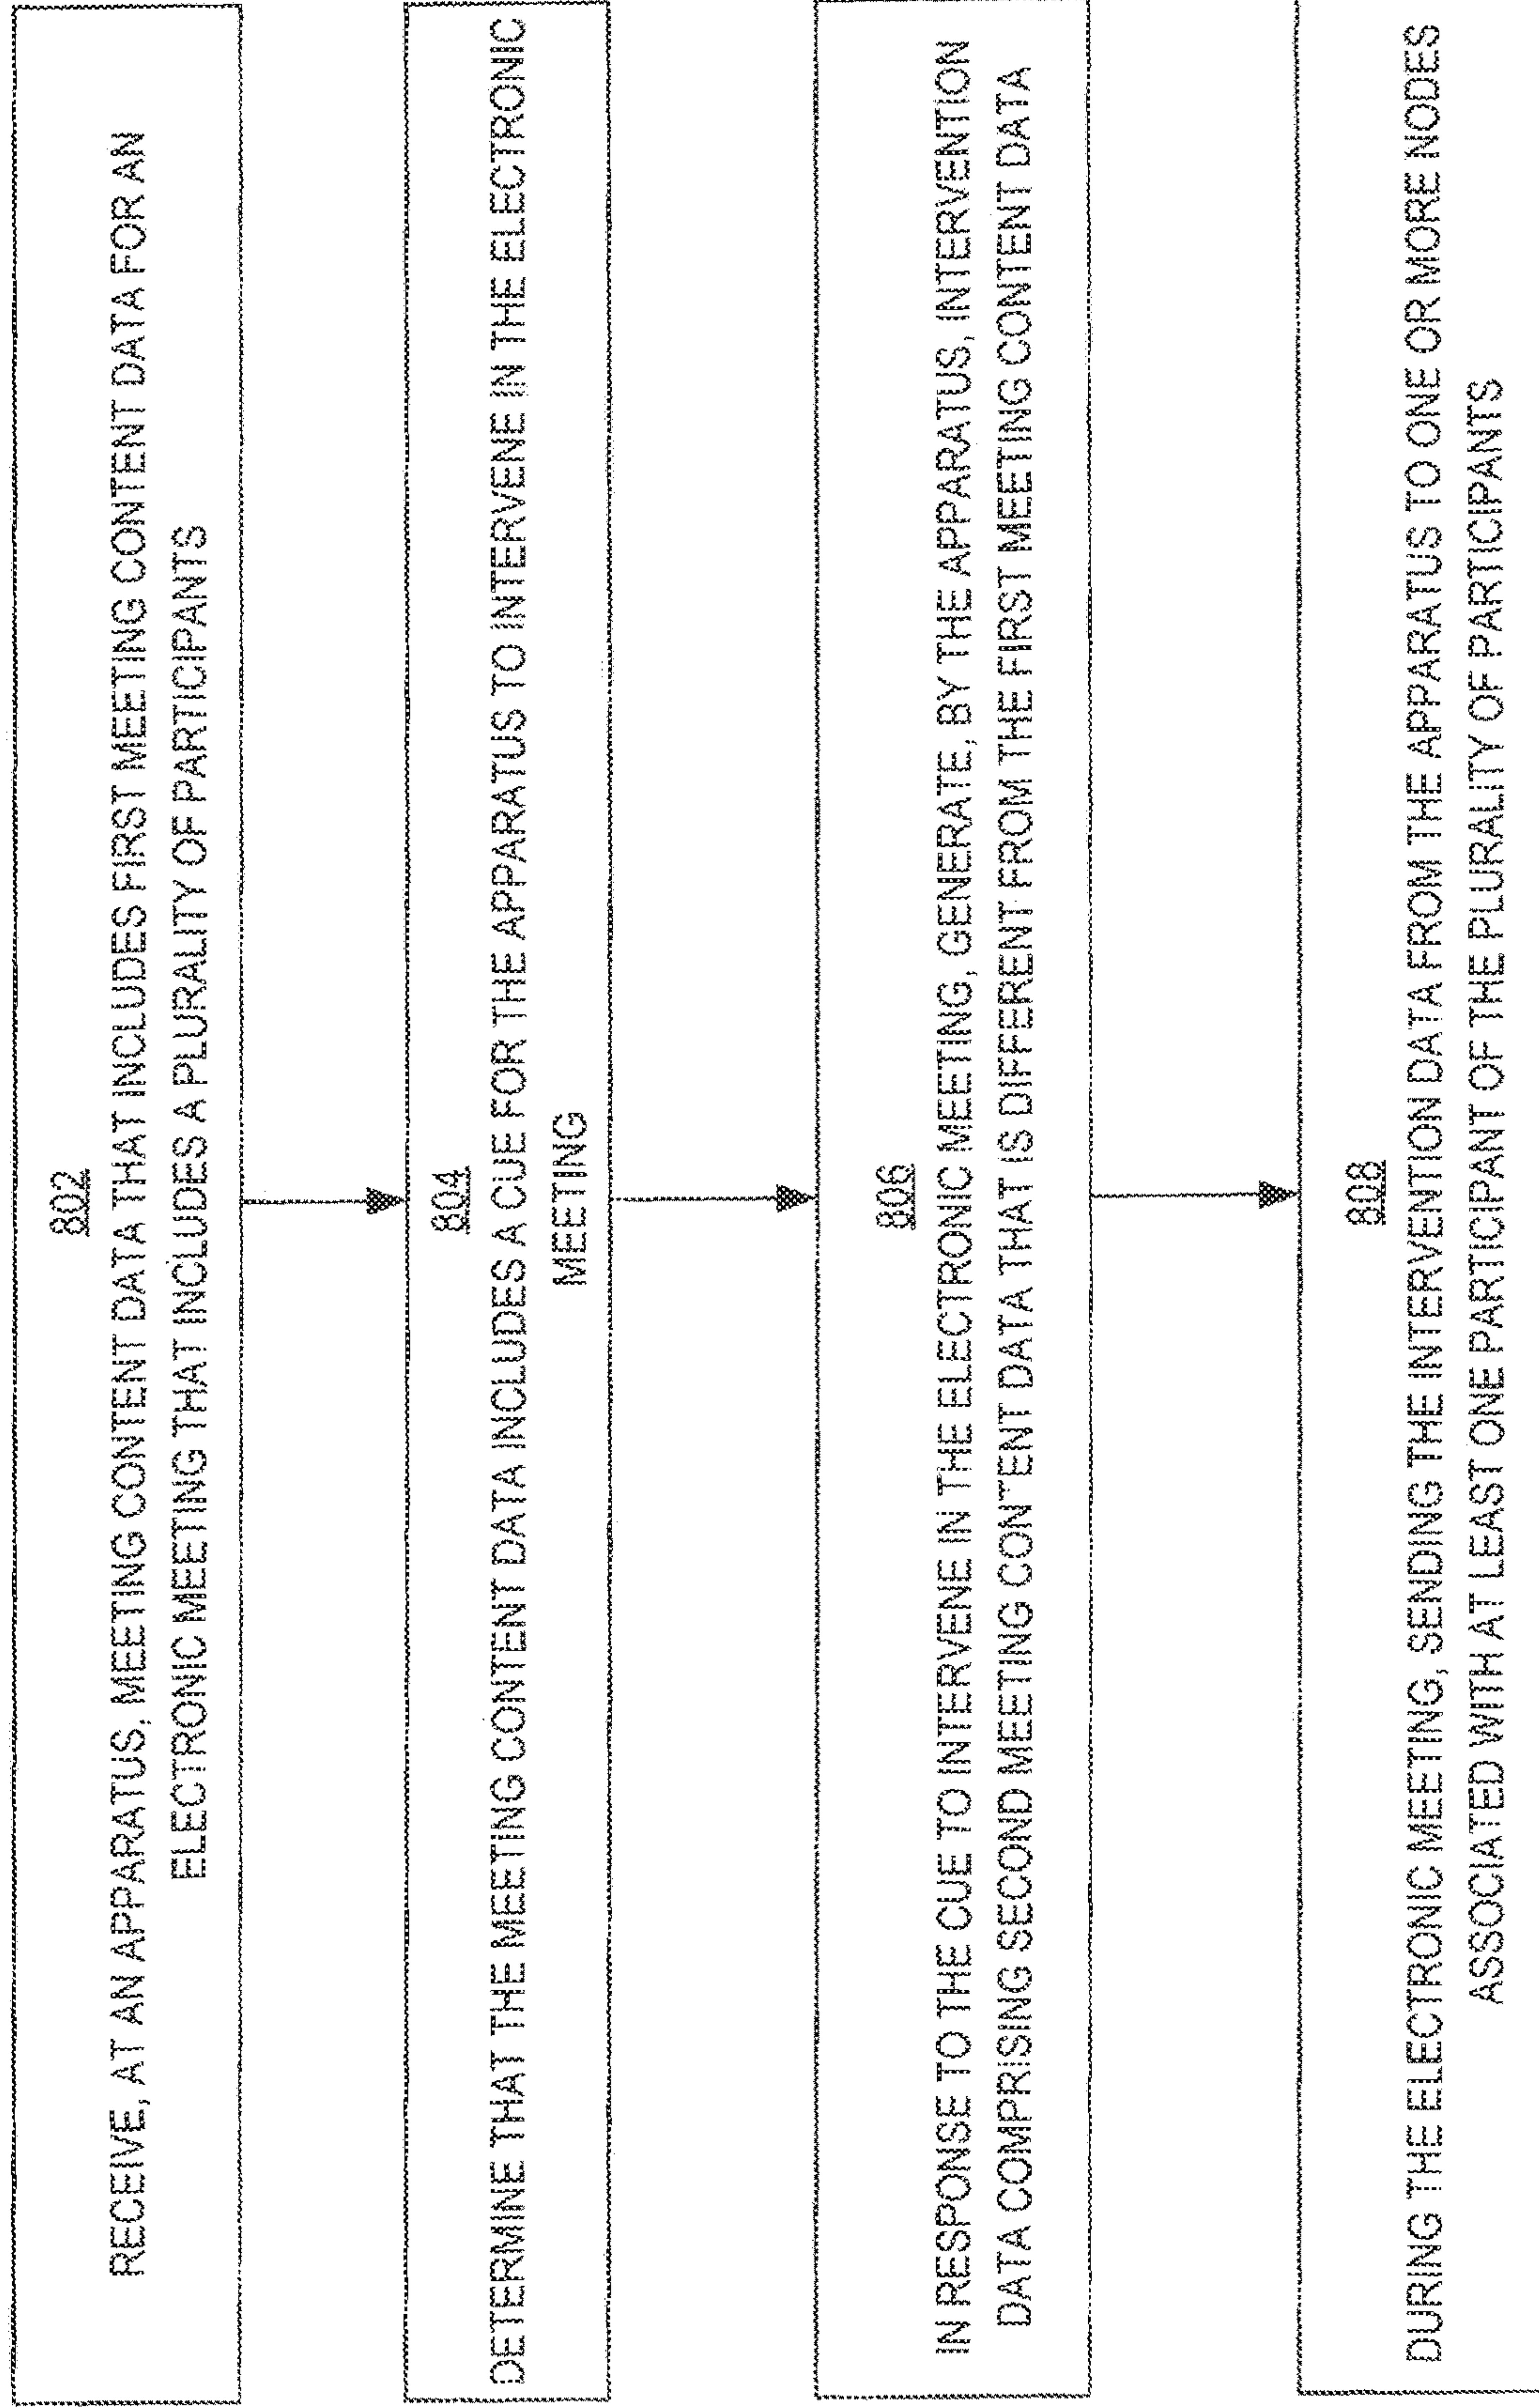 802
RECEIVE, AT AN APPARATUS, MEETING CONTENT DATA THAT INCLUDES FIRST MEETING CONTENT DATA FOR AN
ELECTRONIC MEETING THAT INCLUDES A PLURALITY OF PARTICIPANTS
804
DETERMINE THAT THE MEETING CONTENT DATA INCLUDES A CUE FOR THE APPARATUS TO INTERVENE IN THE ELECTRONIC
MEETING
806
IN RESPONSE TO THE CUE TO INTERVENE IN THE ELECTRONIC MEETING, GENERATE, BY THE APPARATUS, INTERVENTION
DATA COMPRISING SECOND MEETING CONTENT DATA THAT IS DIFFERENT FROM THE FIRST MEETING CONTENT DATA
808
DURING THE ELECTRONIC MEETING, SENDING THE INTERVENTION DATA FROM THE APPARATUS TO ONE OR MORE NODES
ASSOCIATED WITH AT LEAST ONE PARTICIPANT OF THE PLURALITY OF PARTICIPANTS